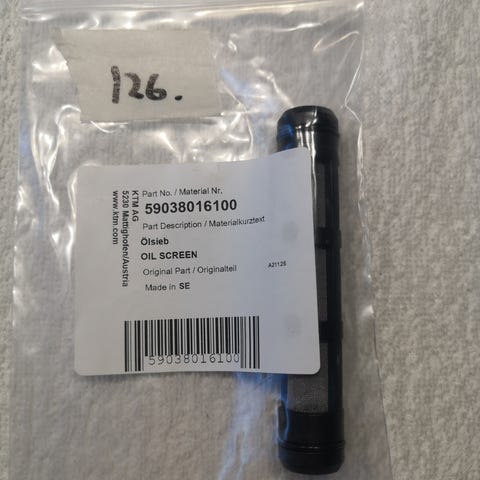 126.
KTM AG
5230 Mattighofen/Austria
www.ktm.com
Part No. / Material Nr.
59038016100
Part Description / Materialkurztext
Ölsieb
OIL SCREEN
Original Part / Originalteil
A21125
Made in SE
59038016100